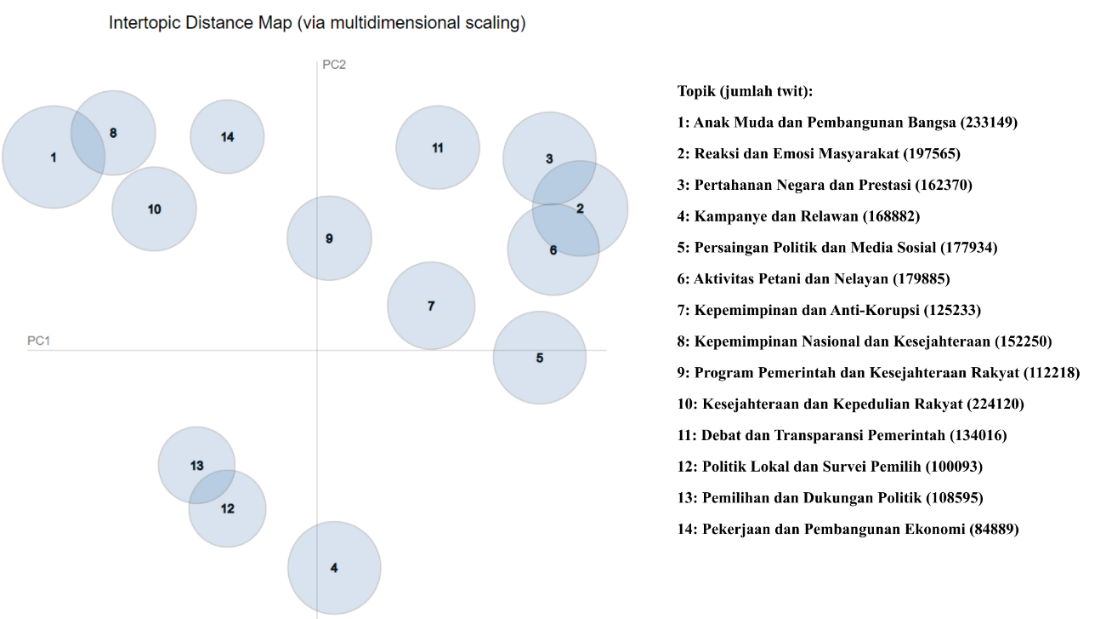 Intertopic Distance Map (via multidimensional scaling)
PC2
PC1
1
8
14
10
11
3
2
9
6
7
5
13
12
4
Topik (jumlah twit):
1: Anak Muda dan Pembangunan Bangsa (233149)
2: Reaksi dan Emosi Masyarakat (197565)
3: Pertahanan Negara dan Prestasi (162370)
4: Kampanye dan Relawan (168882)
5: Persaingan Politik dan Media Sosial (177934)
6: Aktivitas Petani dan Nelayan (179885)
7: Kepemimpinan dan Anti-Korupsi (125233)
8: Kepemimpinan Nasional dan Kesejahteraan (152250)
9: Program Pemerintah dan Kesejahteraan Rakyat (112218)
10: Kesejahteraan dan Kepedulian Rakyat (224120)
11: Debat dan Transparansi Pemerintah (134016)
12: Politik Lokal dan Survei Pemilih (100093)
13: Pemilihan dan Dukungan Politik (108595)
14: Pekerjaan dan Pembangunan Ekonomi (84889)